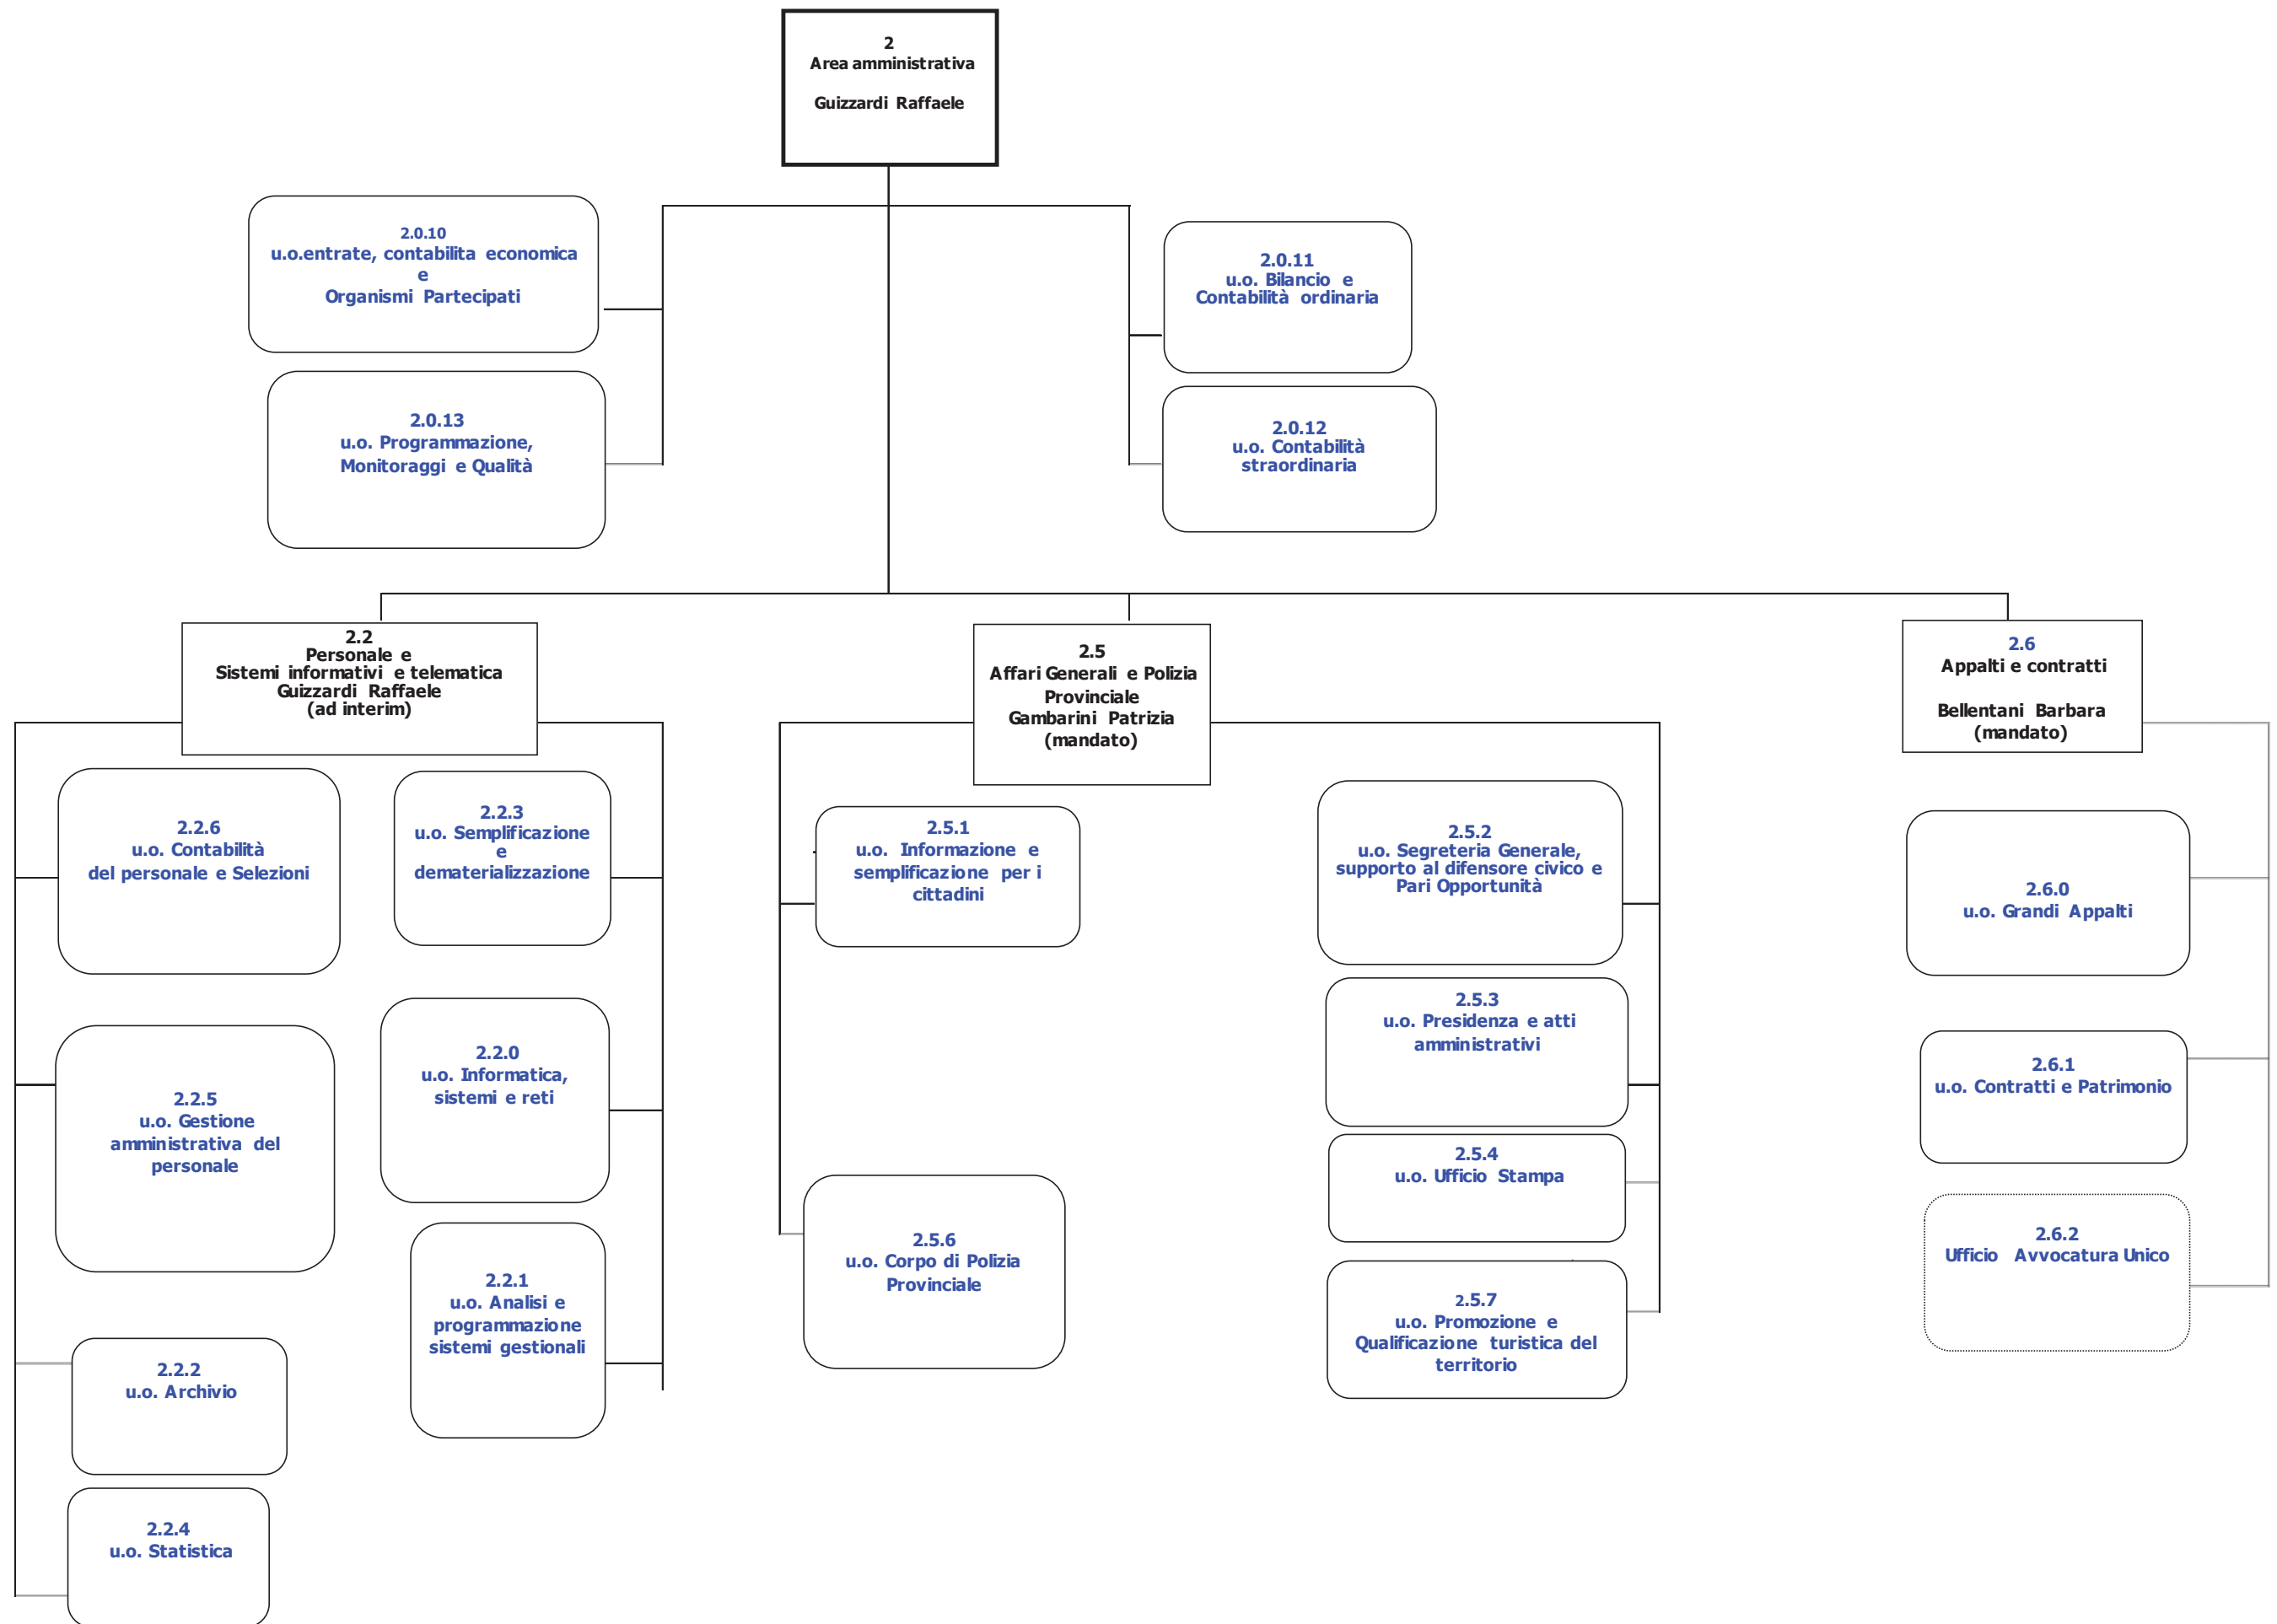 2
Area amministrativa
Guizzardi Raffaele
2.0.10
u.o.entrate, contabilita economica
e
Organismi Partecipati
2.0.11
u.o. Bilancio e
Contabilità ordinaria
2.0.13
u.o. Programmazione,
Monitoraggi e Qualità
2.0.12
u.o. Contabilità
straordinaria
2.2
Personale e
Sistemi informativi e telematica
Guizzardi Raffaele
(ad interim)
2.5
Affari Generali e Polizia
Provinciale
Gambarini Patrizia
(mandato)
2.6
Appalti e contratti
Bellentani Barbara
(mandato)
2.2.6
u.o. Contabilità
del personale e Selezioni
2.2.3
u.o. Semplificazione
e
dematerializzazione
2.5.1
u.o. Informazione e
semplificazione per i
cittadini
2.5.2
u.o. Segreteria Generale,
supporto al difensore civico e
Pari Opportunità
2.6.0
u.o. Grandi Appalti
2.2.5
u.o. Gestione
amministrativa del
personale
2.2.0
u.o. Informatica,
sistemi e reti
2.5.3
u.o. Presidenza e atti
amministrativi
2.6.1
u.o. Contratti e Patrimonio
2.5.4
u.o. Ufficio Stampa
2.5.6
u.o. Corpo di Polizia
Provinciale
2.6.2
Ufficio Avvocatura Unico
2.2.1
u.o. Analisi e
programmazione
sistemi gestionali
2.5.7
u.o. Promozione e
Qualificazione turistica del
territorio
2.2.2
u.o. Archivio
2.2.4
u.o. Statistica